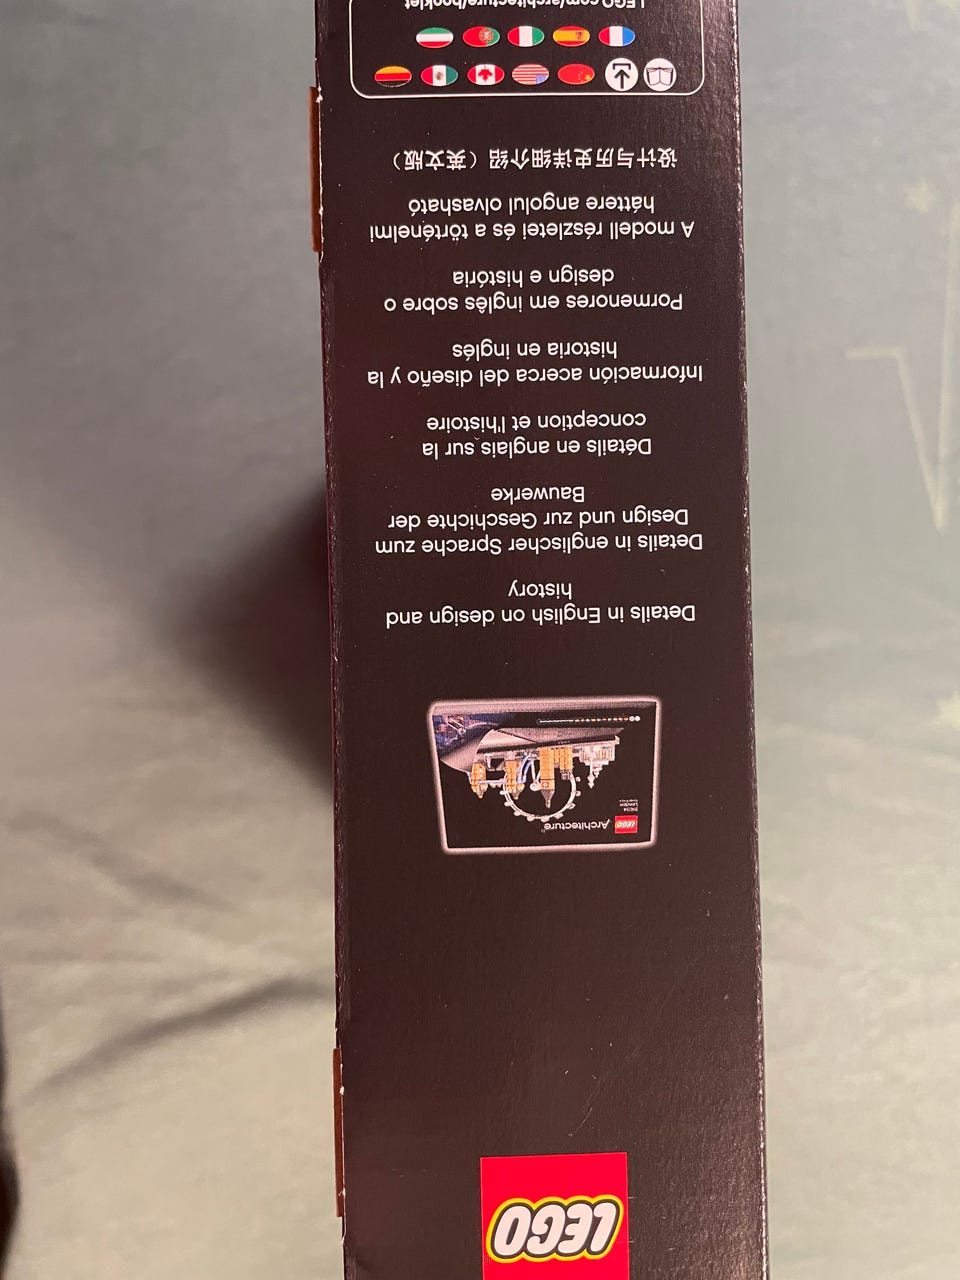 LEGO
LEGO
Architecture
London
Details in English on design and
history
Details in englischer Sprache zum
Design und zur Geschichte der
Bauwerke
Détails en anglais sur la
conception et l'histoire
Información acerca del diseño y la
historia en inglés
Pormenores em inglês sobre o
design e história
A modell részletei és a történelmi
háttere angolul olvasható
设计与历史详细介绍（英文版）
LEGO.com/architecture/booklet